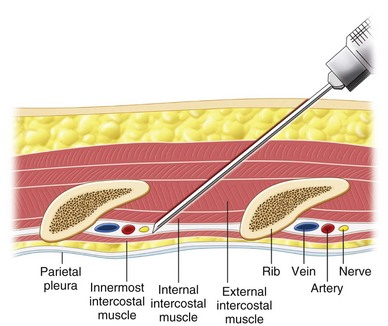 Parietal
pleura
Innermost
intercostal
muscle
Internal
intercostal
muscle
External
intercostal
muscle
Rib
Vein
Artery
Nerve